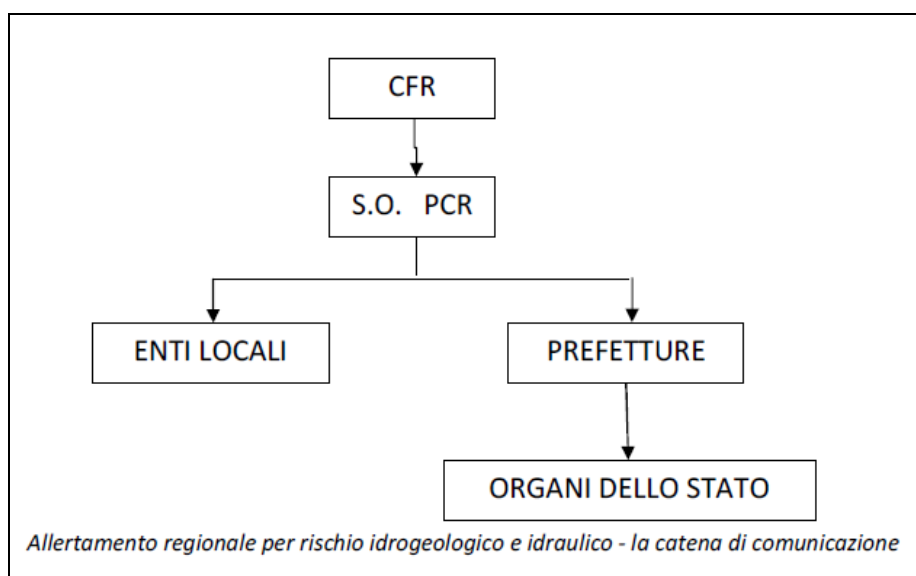 CFR
S.O. PCR
ENTI LOCALI
PREFETTURE
ORGANI DELLO STATO
Allertamento regionale per rischio idrogeologico e idraulico - la catena di comunicazione